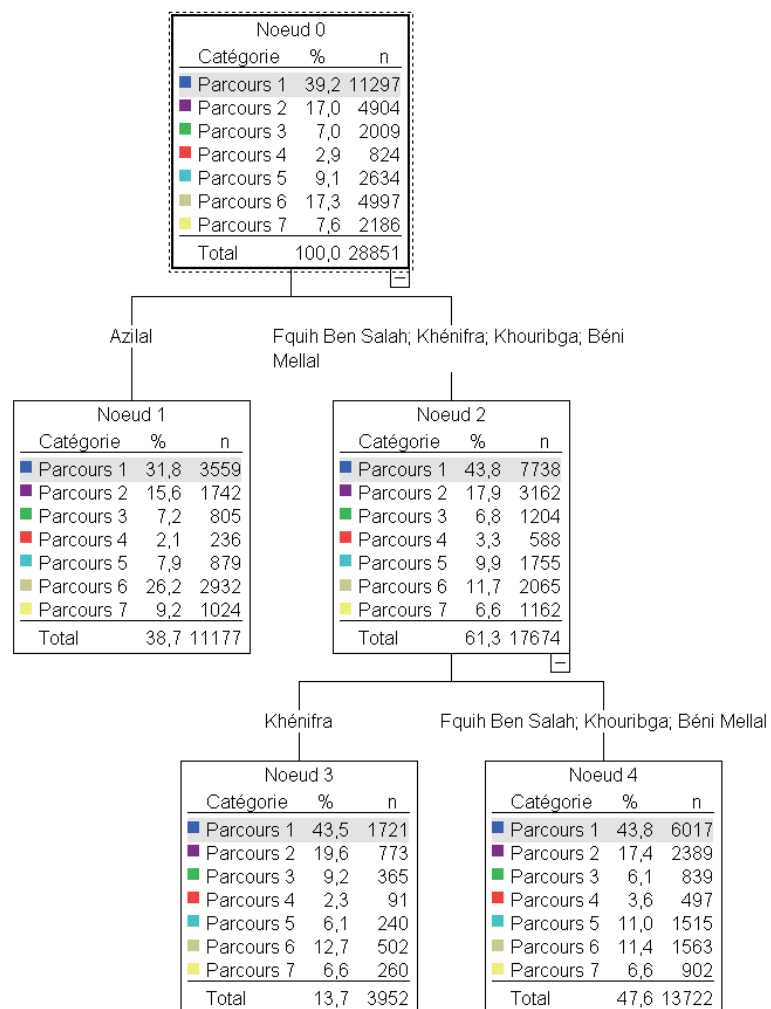 Noeud 0
Catégorie % n
Parcours 1 39,2 11297
Parcours 2 17,0 4904
Parcours 3 7,0 2009
Parcours 4 2,9 824
Parcours 5 9,1 2634
Parcours 6 17,3 4997
Parcours 7 7,6 2186
Total 100,0 28851
Azilal
Fquih Ben Salah; Khénifra; Khouribga; Béni
Mellal
Noeud 1
Catégorie % n
Parcours 1 31,8 3559
Parcours 2 15,6 1742
Parcours 3 7,2 805
Parcours 4 2,1 236
Parcours 5 7,9 879
Parcours 6 26,2 2932
Parcours 7 9,2 1024
Total 38,7 11177
Noeud 2
Catégorie % n
Parcours 1 43,8 7738
Parcours 2 17,9 3162
Parcours 3 6,8 1204
Parcours 4 3,3 588
Parcours 5 9,9 1755
Parcours 6 11,7 2065
Parcours 7 6,6 1162
Total 61,3 17674
Khénifra
Fquih Ben Salah; Khouribga; Béni Mellal
Noeud 3
Catégorie % n
Parcours 1 43,5 1721
Parcours 2 19,6 773
Parcours 3 9,2 365
Parcours 4 2,3 91
Parcours 5 6,1 240
Parcours 6 12,7 502
Parcours 7 6,6 260
Total 13,7 3952
Noeud 4
Catégorie % n
Parcours 1 43,8 6017
Parcours 2 17,4 2389
Parcours 3 6,1 839
Parcours 4 3,6 497
Parcours 5 11,0 1515
Parcours 6 11,4 1563
Parcours 7 6,6 902
Total 47,6 13722